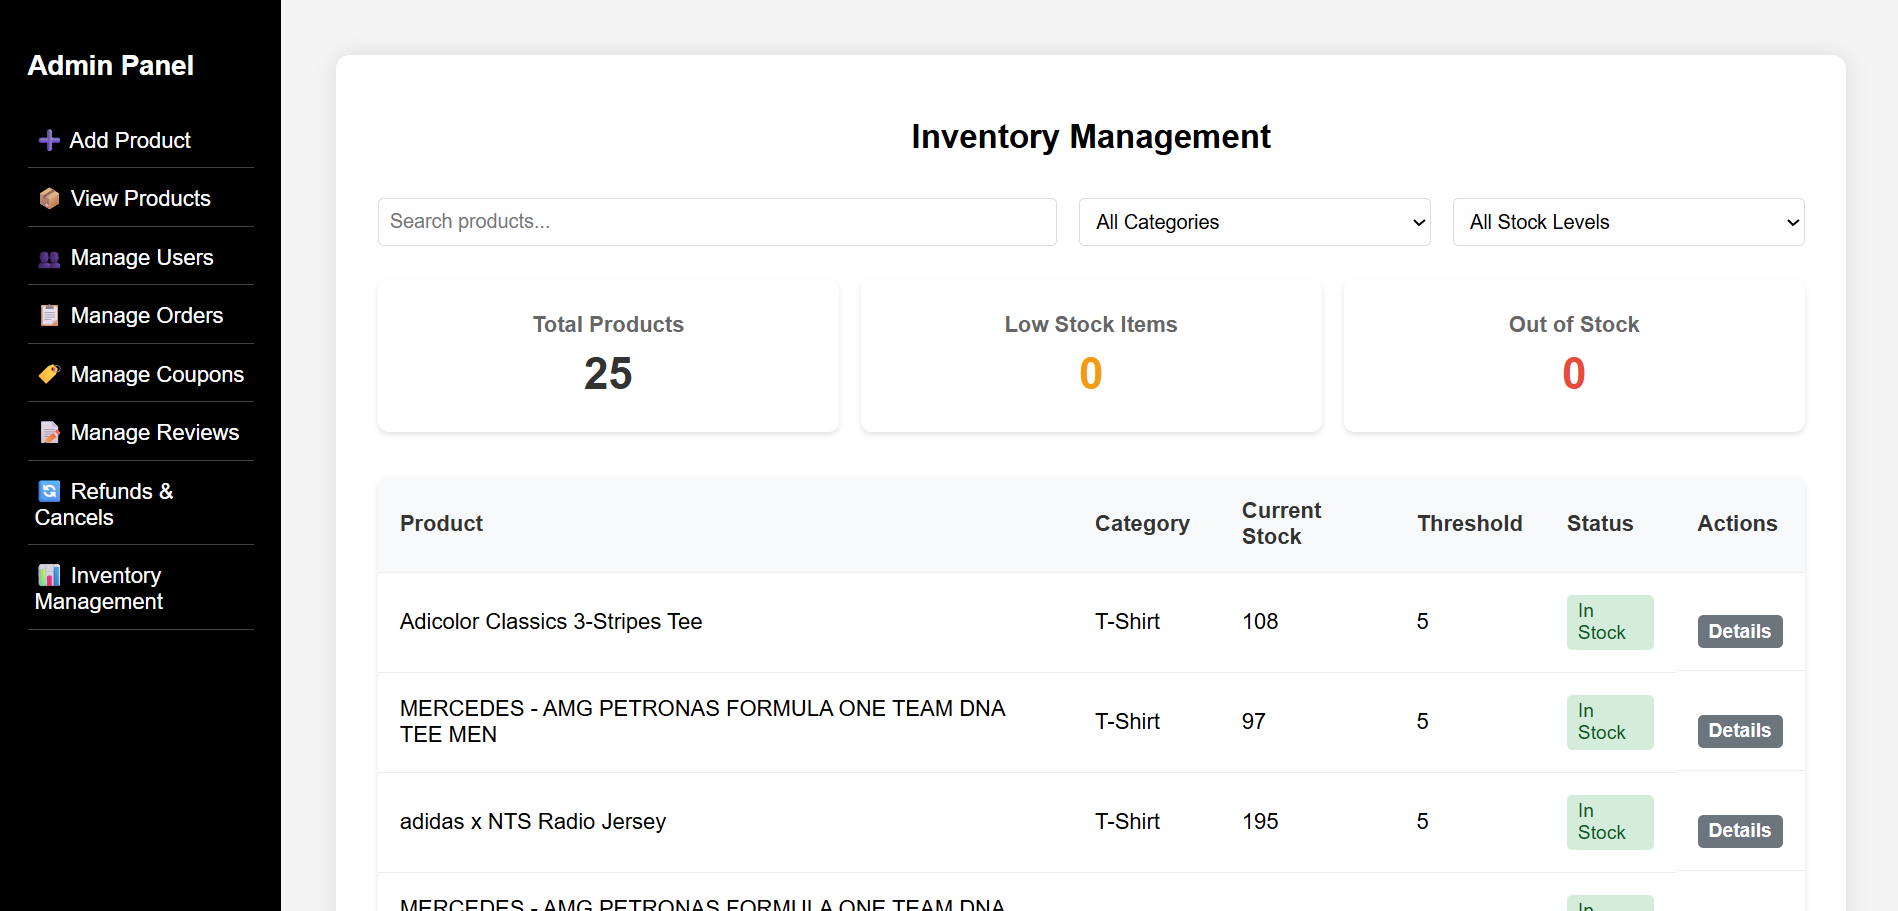 Admin Panel
Add Product
View Products
Manage Users
Manage Orders
Manage Coupons
Manage Reviews
Refunds &
Cancels
Inventory
Management
Inventory Management
Search products...
All Categories
All Stock Levels
Total Products
25
Low Stock Items
0
Out of Stock
0
Product
Category
Current
Stock
Threshold
Status
Actions
Adicolor Classics 3-Stripes Tee
T-Shirt
108
5
In
Stock
Details
MERCEDES - AMG PETRONAS FORMULA ONE TEAM DNA
TEE MEN
T-Shirt
97
5
In
Stock
Details
adidas x NTS Radio Jersey
T-Shirt
195
5
In
Stock
Details
MERCEDES - AMG PETRONAS FORMULA ONE TEAM DNA
In